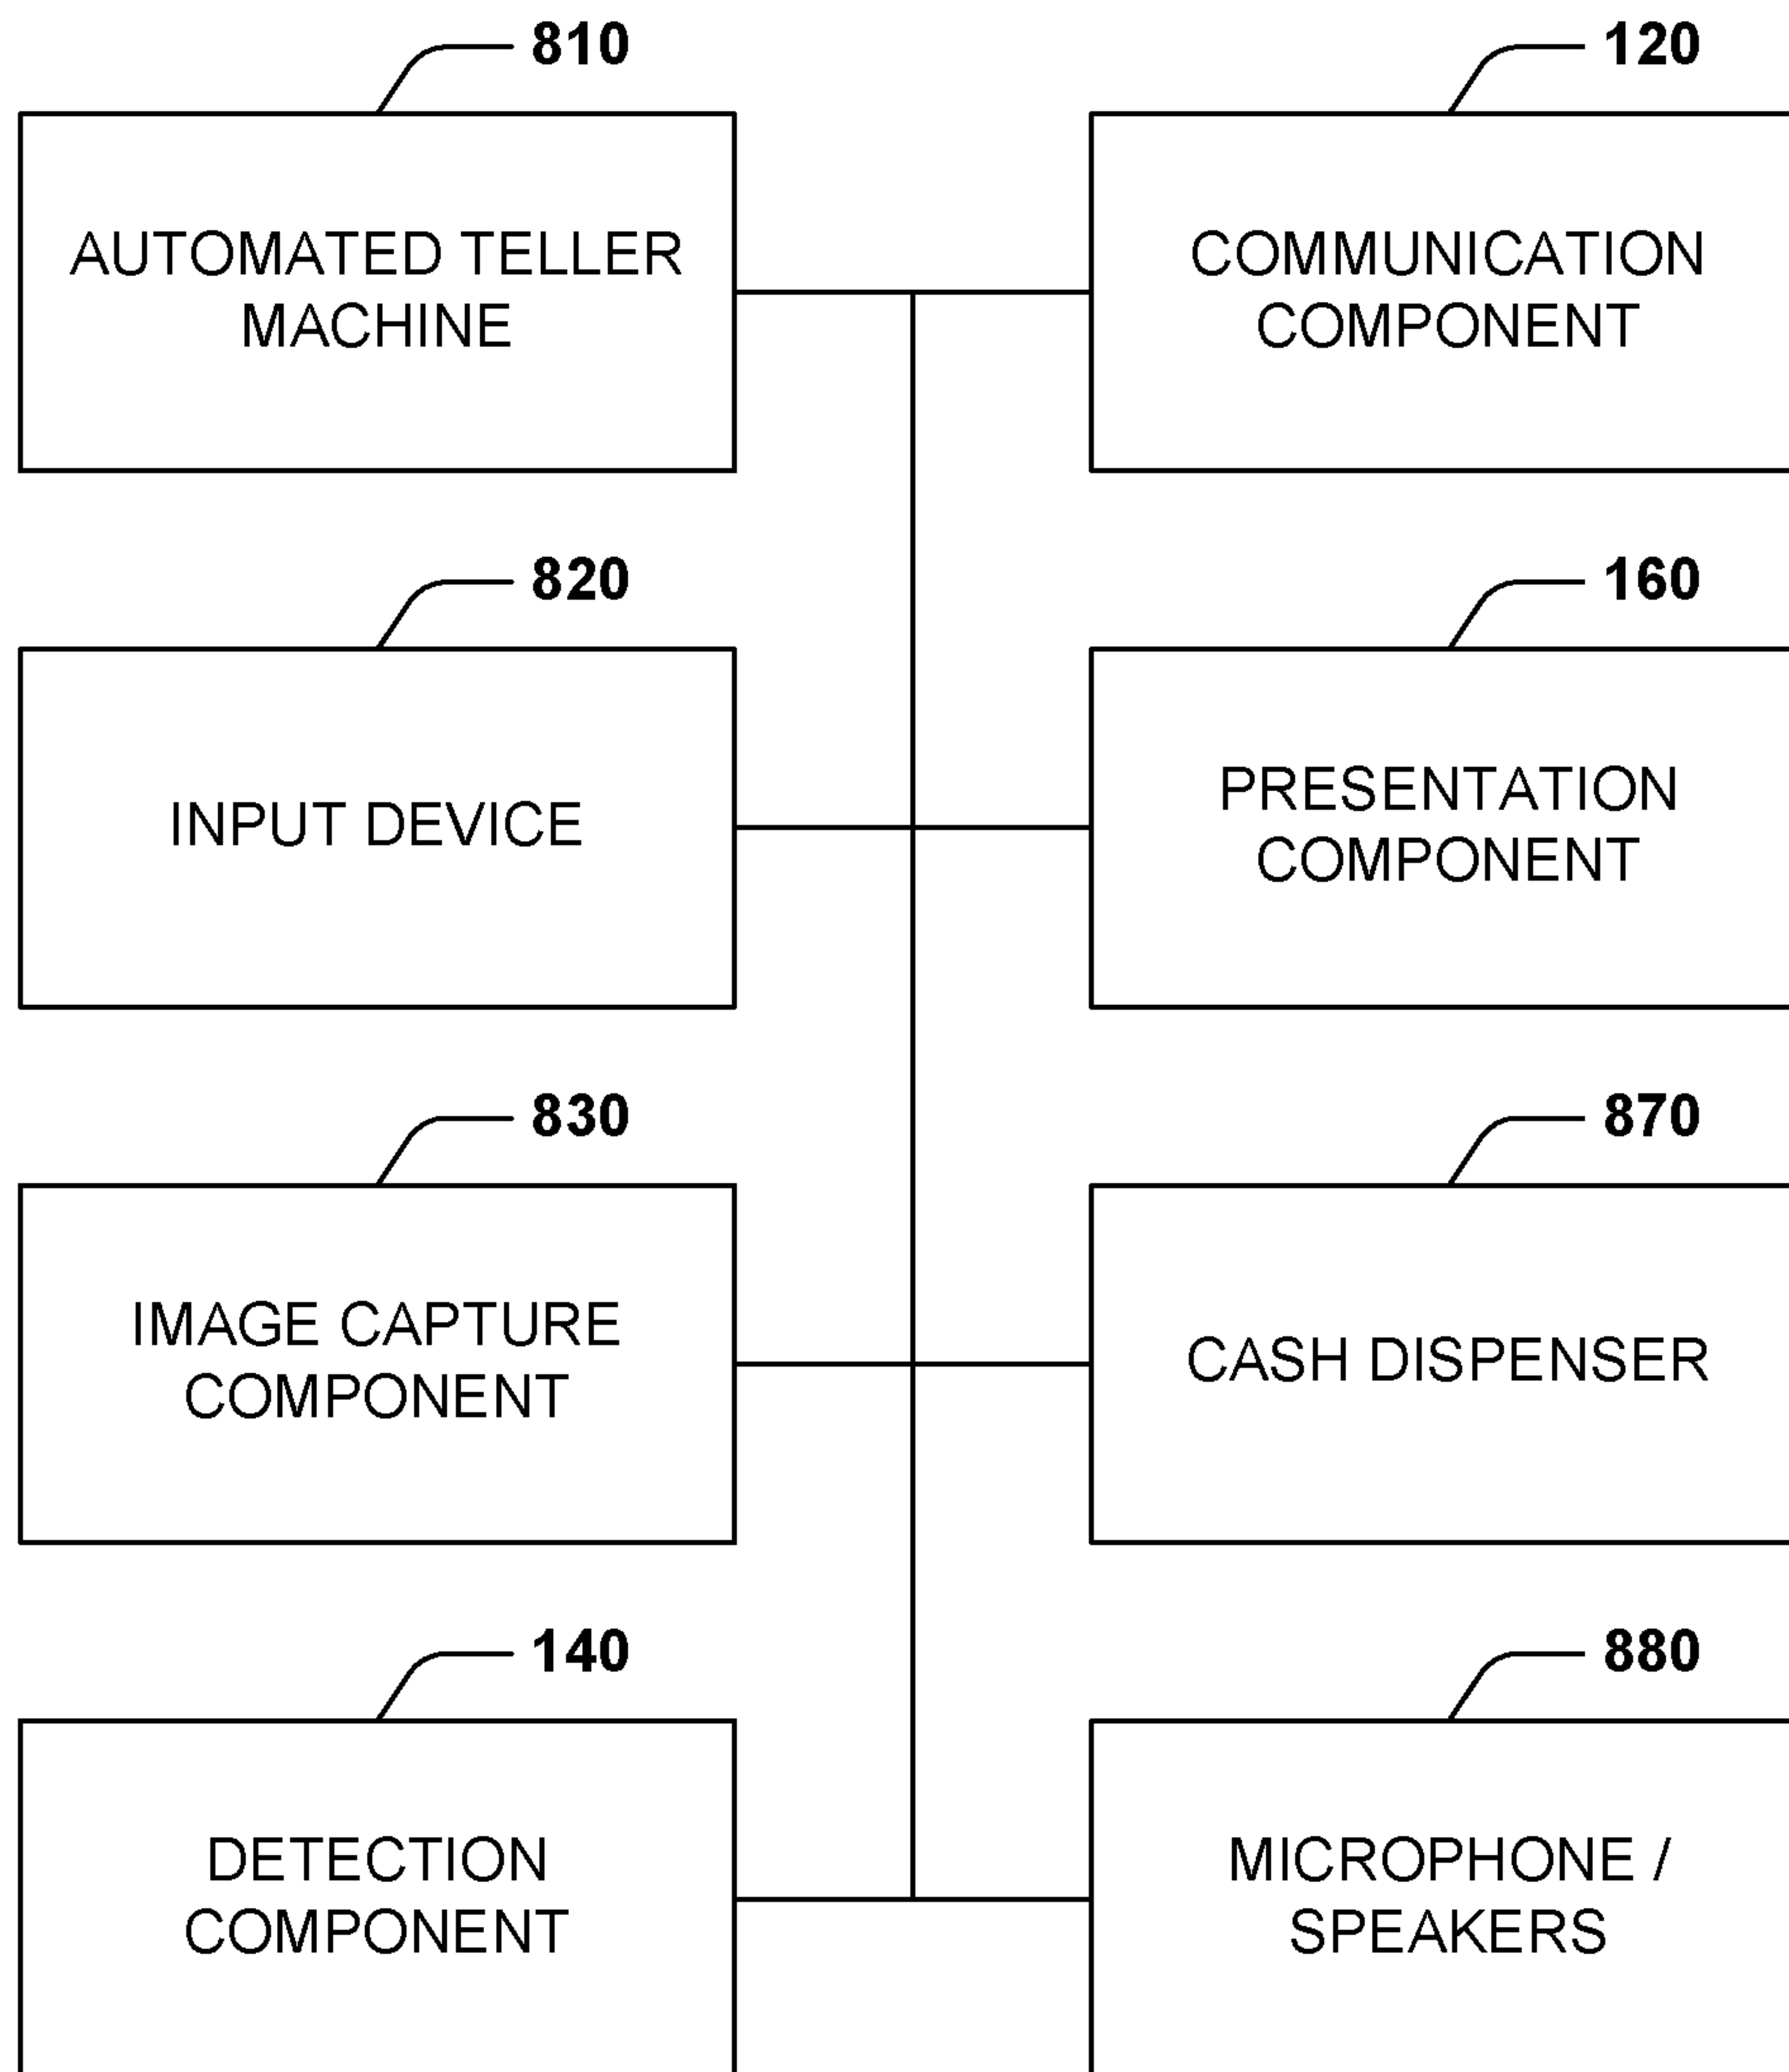 810
120
AUTOMATED TELLER
MACHINE
COMMUNICATION
COMPONENT
820
160
INPUT DEVICE
PRESENTATION
COMPONENT
830
870
IMAGE CAPTURE
COMPONENT
CASH DISPENSER
140
880
DETECTION
COMPONENT
MICROPHONE /
SPEAKERS